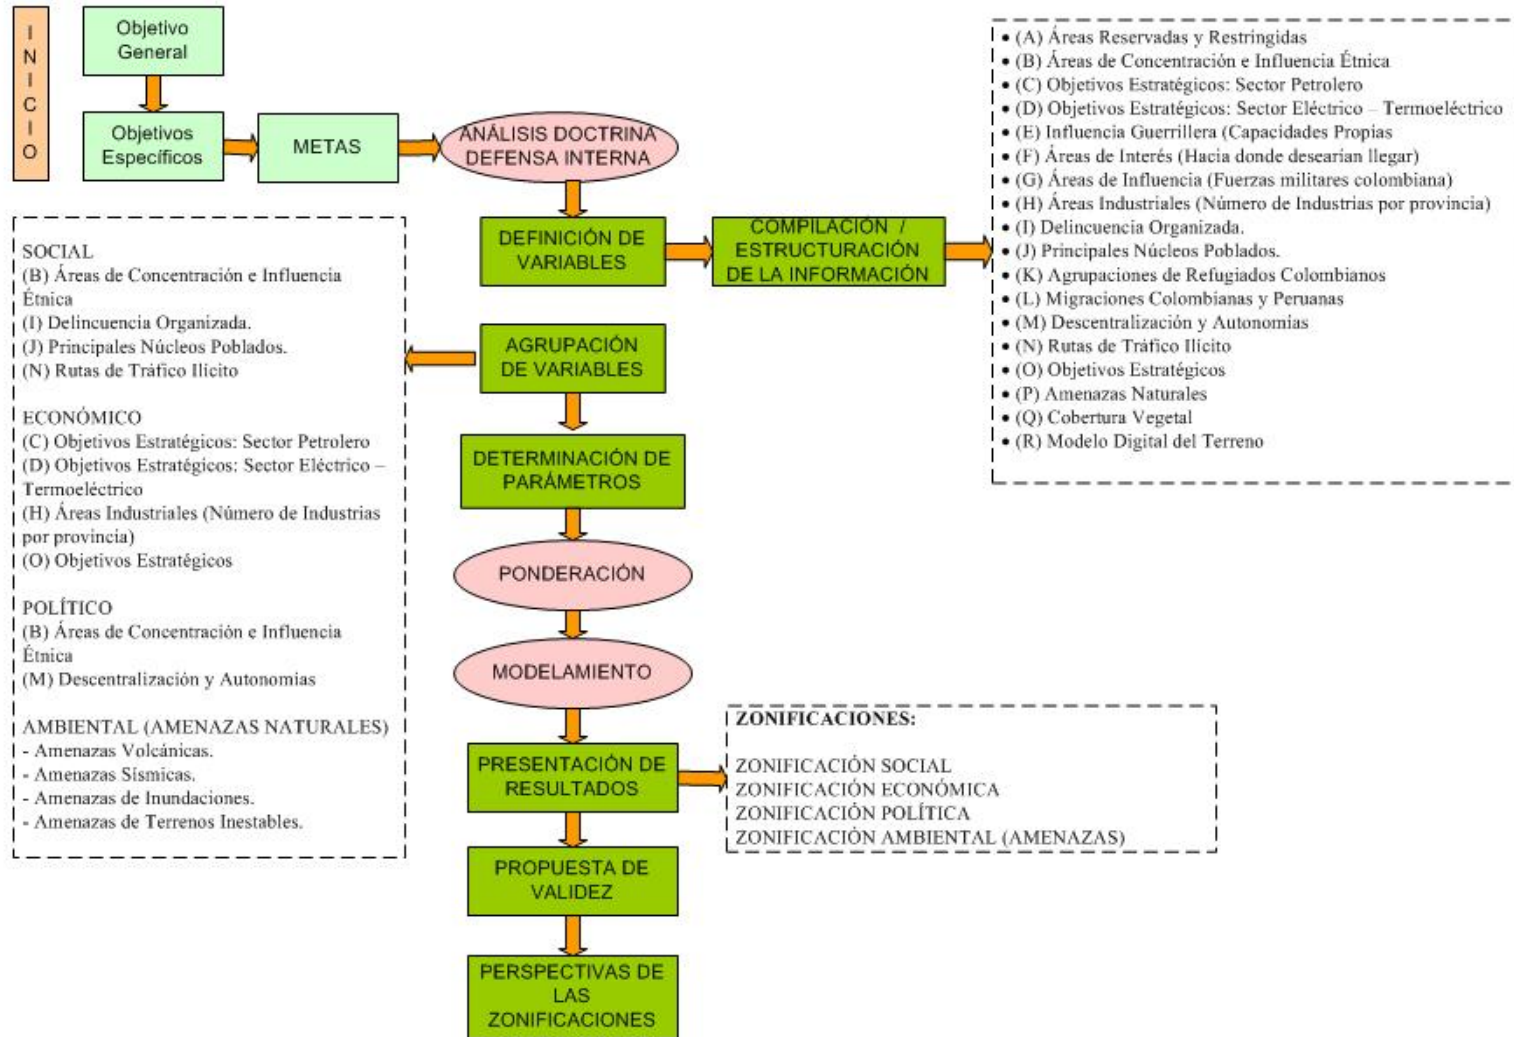 INICIO
Objetivo
General
Objetivos
Específicos
METAS
ANÁLISIS DOCTRINA
DEFENSA INTERNA
DEFINICIÓN DE
VARIABLES
COMPILACIÓN /
ESTRUCTURACIÓN
DE LA INFORMACIÓN
• (A) Áreas Reservadas y Restringidas
• (B) Áreas de Concentración e Influencia Étnica
• (C) Objetivos Estratégicos: Sector Petrolero
• (D) Objetivos Estratégicos: Sector Eléctrico – Termoeléctrico
• (E) Influencia Guerrillera (Capacidades Propias
• (F) Áreas de Interés (Hacia donde desearían llegar)
• (G) Áreas de Influencia (Fuerzas militares colombiana)
• (H) Áreas Industriales (Número de Industrias por provincia)
• (I) Delincuencia Organizada.
• (J) Principales Núcleos Poblados.
• (K) Agrupaciones de Refugiados Colombianos
• (L) Migraciones Colombianas y Peruanas
• (M) Descentralización y Autonomías
• (N) Rutas de Tráfico Ilícito
• (O) Objetivos Estratégicos
• (P) Amenazas Naturales
• (Q) Cobertura Vegetal
• (R) Modelo Digital del Terreno
AGRUPACIÓN
DE VARIABLES
SOCIAL
(B) Áreas de Concentración e Influencia
Étnica
(I) Delincuencia Organizada.
(J) Principales Núcleos Poblados.
(N) Rutas de Tráfico Ilícito
ECONÓMICO
(C) Objetivos Estratégicos: Sector Petrolero
(D) Objetivos Estratégicos: Sector Eléctrico –
Termoeléctrico
(H) Áreas Industriales (Número de Industrias
por provincia)
(O) Objetivos Estratégicos
POLÍTICO
(B) Áreas de Concentración e Influencia
Étnica
(M) Descentralización y Autonomías
AMBIENTAL (AMENAZAS NATURALES)
- Amenazas Volcánicas.
- Amenazas Sísmicas.
- Amenazas de Inundaciones.
- Amenazas de Terrenos Inestables.
DETERMINACIÓN DE
PARÁMETROS
PONDERACIÓN
MODELAMIENTO
PRESENTACIÓN DE
RESULTADOS
ZONIFICACIONES:
ZONIFICACIÓN SOCIAL
ZONIFICACIÓN ECONÓMICA
ZONIFICACIÓN POLÍTICA
ZONIFICACIÓN AMBIENTAL (AMENAZAS)
PROPUESTA DE
VALIDEZ
PERSPECTIVAS DE
LAS
ZONIFICACIONES